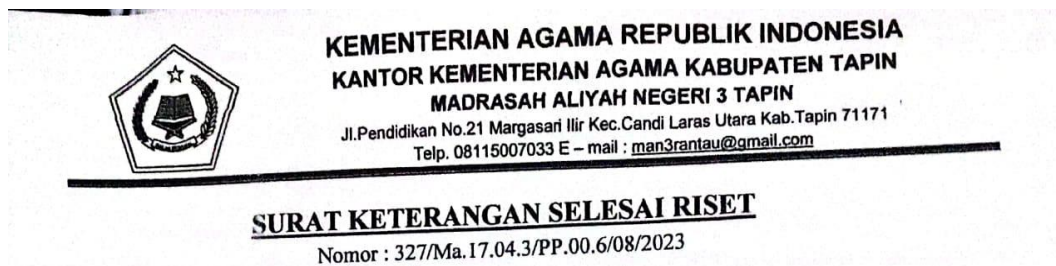 KEMENTERIAN AGAMA REPUBLIK INDONESIA
KANTOR KEMENTERIAN AGAMA KABUPATEN TAPIN
MADRASAH ALIYAH NEGERI 3 TAPIN
Jl.Pendidikan No.21 Margasari Ilir Kec.Candi Laras Utara Kab.Tapin 71171
Telp. 08115007033 E – mail : man3rantau@gmail.com
SURAT KETERANGAN SELESAI RISET
Nomor : 327/Ma.17.04.3/PP.00.6/08/2023